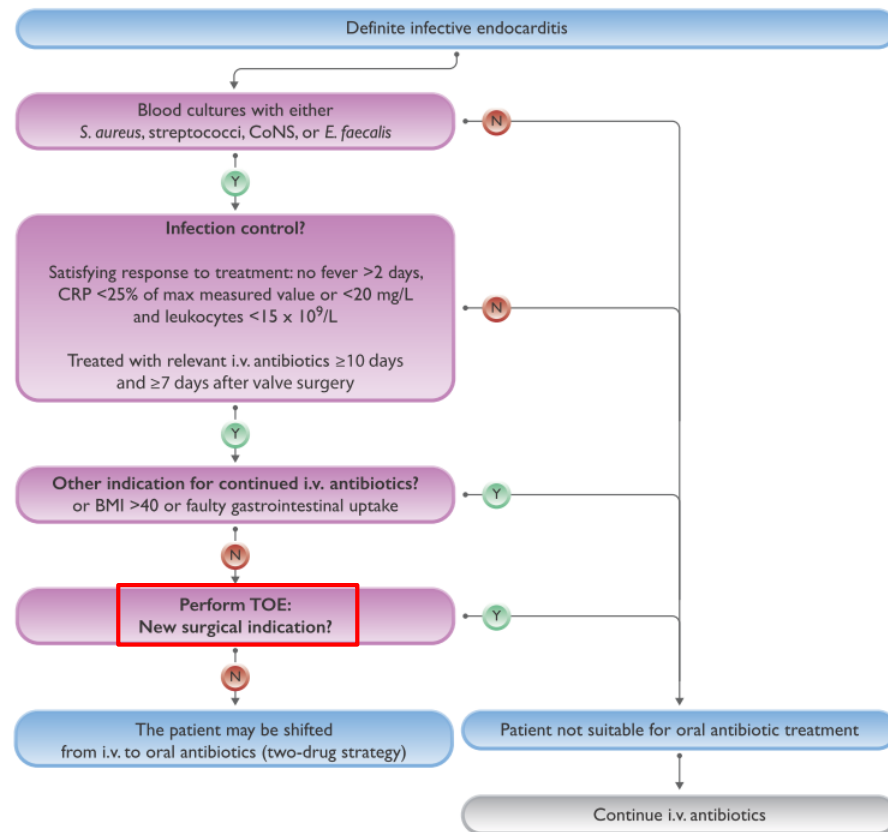 Definite infective endocarditis
Blood cultures with either
S. aureus, streptococci, CoNS, or E. faecalis
N
Y
Infection control?
Satisfying response to treatment: no fever >2 days,
CRP <25% of max measured value or <20 mg/L
and leukocytes <15 x 10⁹/L
N
Treated with relevant i.v. antibiotics ≥10 days
and ≥7 days after valve surgery
Y
Other indication for continued i.v. antibiotics?
or BMI >40 or faulty gastrointestinal uptake
Y
N
Perform TOE:
New surgical indication?
Y
N
The patient may be shifted
from i.v. to oral antibiotics (two-drug strategy)
Patient not suitable for oral antibiotic treatment
Continue i.v. antibiotics